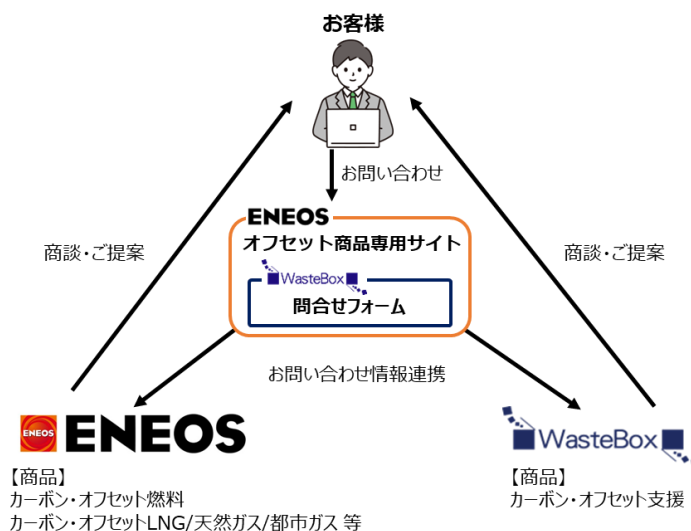 お客様
お問い合わせ
ENEOS
オフセット商品専用サイト
商談・ご提案
商談・ご提案
WasteBox
問合せフォーム
お問い合わせ情報連携
ENEOS ENEOS
WasteBox
【商品】
カーボン・オフセット燃料
カーボン・オフセットLNG/天然ガス/都市ガス 等
【商品】
カーボン・オフセット支援